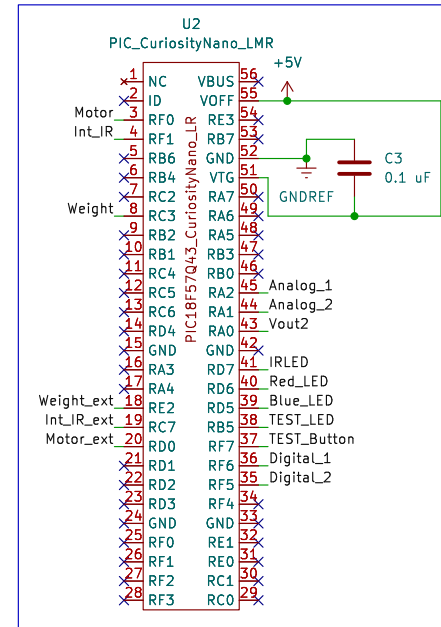 U2
PIC_CuriosityNano_LMR
+5V
1 NC VBUS 56
2 ID VOFF 55
Motor 3 RF0 RE3 54
Int_IR 4 RF1 RB7 53
5 RB6 GND 52
6 RB4 VTG 51
7 RC2 RA7 50
Weight 8 RC3 RA6 49
9 RB2 RA5 48
10 RB1 RB3 47
11 RC4 RB0 46
12 RC5 RA2 45 Analog_1
13 RC6 RA1 44 Analog_2
14 RD4 RA0 43 Vout2
15 GND GND 42
16 RA3 RD7 41 IRLED
17 RA4 RD6 40 Red_LED
Weight_ext 18 RE2 RD5 39 Blue_LED
Int_IR_ext 19 RC7 RB5 38 TEST_LED
Motor_ext 20 RD0 RF7 37 TEST_Button
21 RD1 RF6 36 Digital_1
22 RD2 RF5 35 Digital_2
23 RD3 RF4 34
24 GND GND 33
25 RF0 RE1 32
26 RF1 RE0 31
27 RF2 RC1 30
28 RF3 RC0 29
PIC18F57Q43_CuriosityNano_LR
C3
0.1 uF
GNDREF